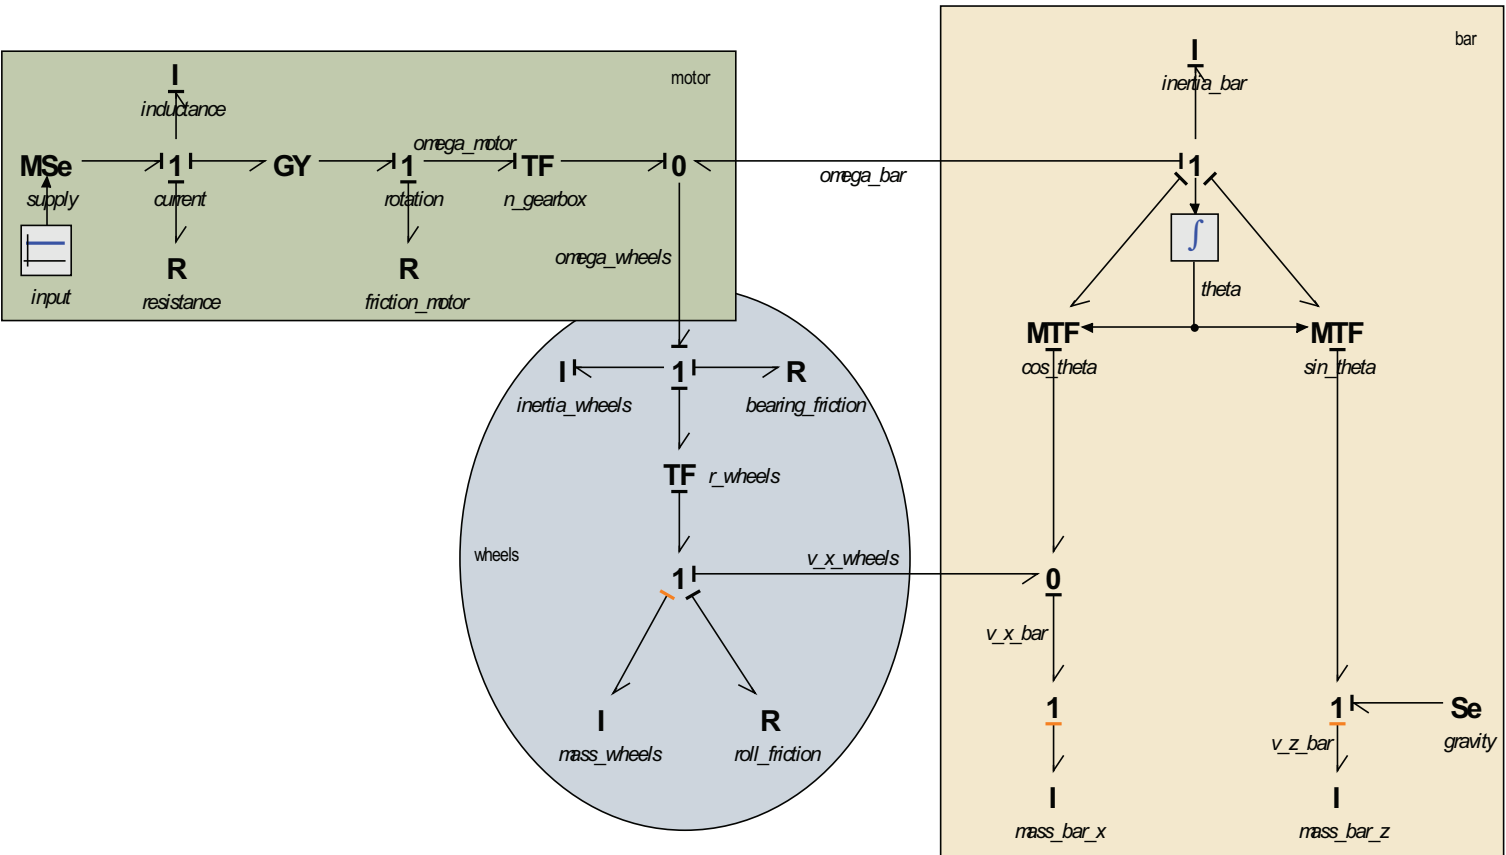 bar
motor
I
inductance
I
inertia_bar
MSe
supply
1
current
GY
1
rotation
omega_motor
TF
n_gearbox
0
omega_bar
1
input
R
resistance
R
friction_motor
omega_wheels
∫
theta
MTF
cos_theta
MTF
sin_theta
I
inertia_wheels
1
R
bearing_friction
TF
r_wheels
wheels
1
v_x_wheels
0
v_x_bar
I
mass_wheels
R
roll_friction
1
1
v_z_bar
Se
gravity
I
mass_bar_x
I
mass_bar_z